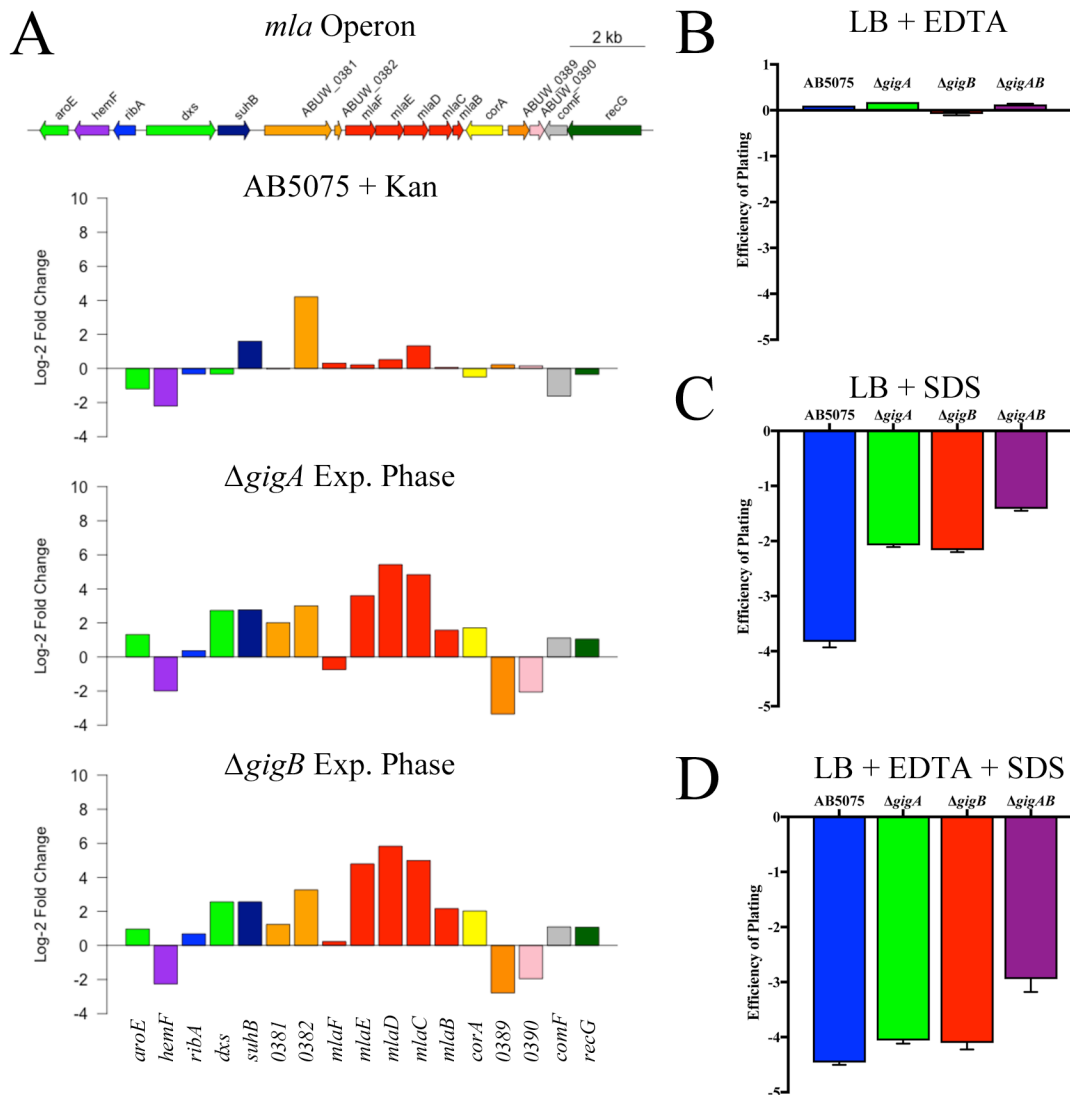 A
mla Operon
2 kb
aroE
hemF
ribA
dxs
suhB
ABUW_0381
ABUW_0382
mlaF
mlaE
mlaD
mlaC
mlaB
corA
ABUW_0389
ABUW_0390
comF
recG
AB5075 + Kan
Log-2 Fold Change
10
8
6
4
2
0
-2
-4
ΔgigA Exp. Phase
Log-2 Fold Change
10
8
6
4
2
0
-2
-4
ΔgigB Exp. Phase
Log-2 Fold Change
10
8
6
4
2
0
-2
-4
aroE
hemF
ribA
dxs
suhB
0381
0382
mlaF
mlaE
mlaD
mlaC
mlaB
corA
0389
0390
comF
recG
B
LB + EDTA
AB5075 ΔgigA ΔgigB ΔgigAB
Efficiency of Plating
1
0
-1
-2
-3
-4
-5
C
LB + SDS
AB5075 ΔgigA ΔgigB ΔgigAB
Efficiency of Plating
0
-1
-2
-3
-4
-5
D
LB + EDTA + SDS
AB5075 ΔgigA ΔgigB ΔgigAB
Efficiency of Plating
0
-1
-2
-3
-4
-5